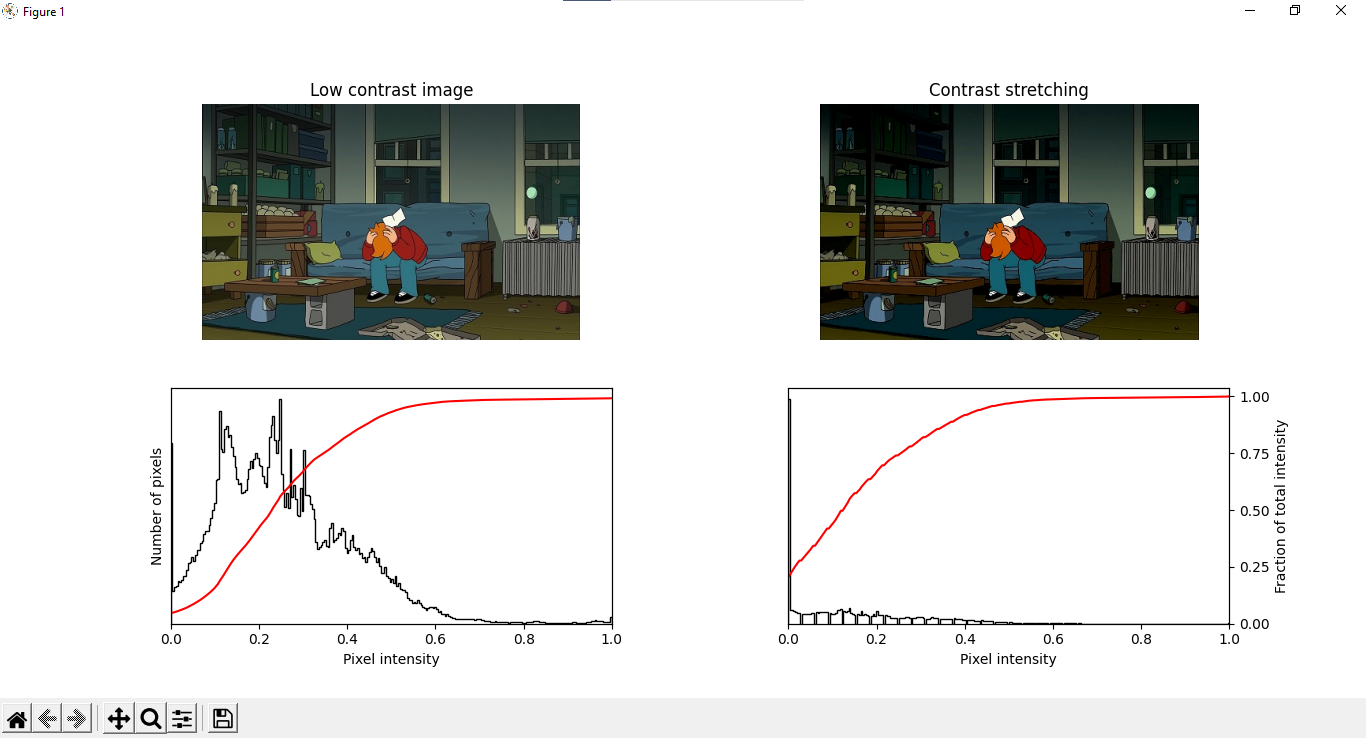 Figure 1
Low contrast image
Contrast stretching
Number of pixels
0.0 0.2 0.4 0.6 0.8 1.0
Pixel intensity
1.00
0.75
0.50
0.25
0.00
Fraction of total intensity
0.0 0.2 0.4 0.6 0.8 1.0
Pixel intensity